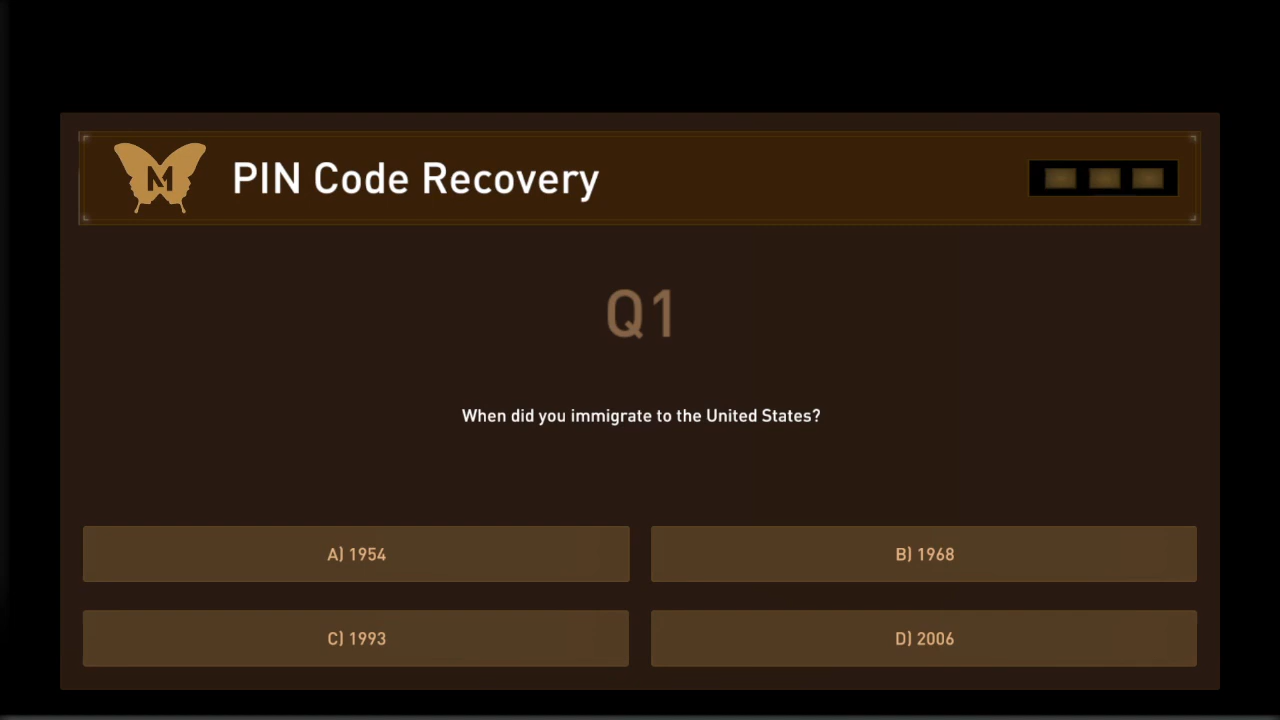 M
PIN Code Recovery
Q1
When did you immigrate to the United States?
A) 1954
B) 1968
C) 1993
D) 2006